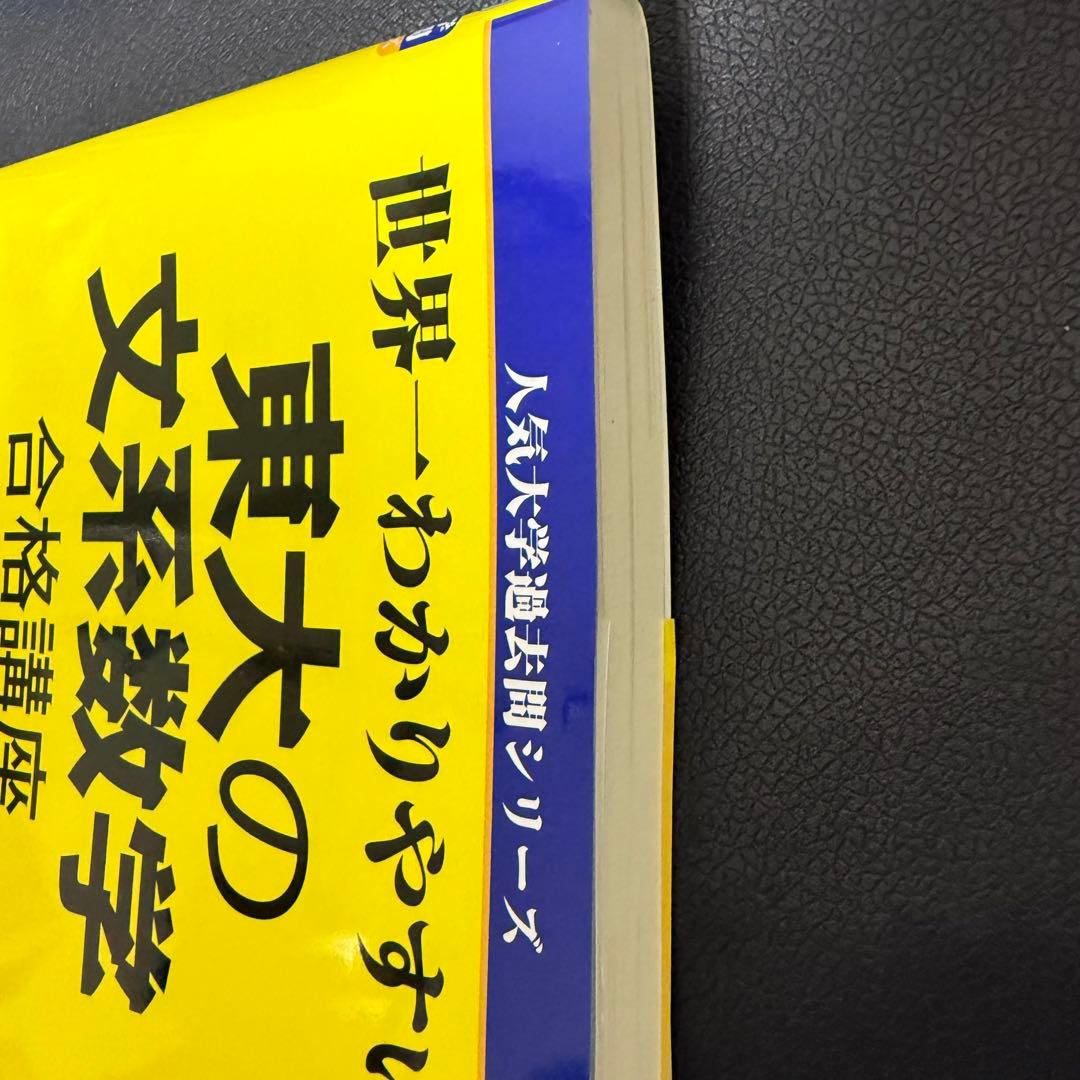 人気大学過去問シリーズ
世界一わかりやすい
東大の
文系数学
合格講座